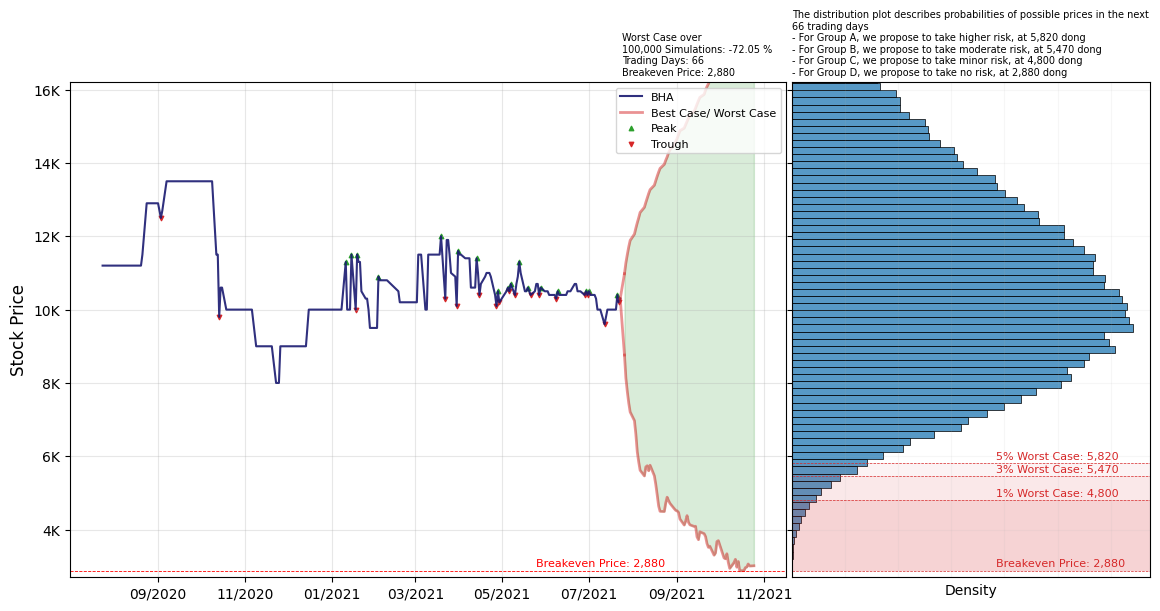 The distribution plot describes probabilities of possible prices in the next
66 trading days
- For Group A, we propose to take higher risk, at 5,820 dong
- For Group B, we propose to take moderate risk, at 5,470 dong
- For Group C, we propose to take minor risk, at 4,800 dong
- For Group D, we propose to take no risk, at 2,880 dong
Worst Case over
100,000 Simulations: -72.05 %
Trading Days: 66
Breakeven Price: 2,880
BHA
Best Case/ Worst Case
Peak
Trough
Stock Price
16K
14K
12K
10K
8K
6K
4K
Breakeven Price: 2,880
09/2020
11/2020
01/2021
03/2021
05/2021
07/2021
09/2021
11/2021
5% Worst Case: 5,820
3% Worst Case: 5,470
1% Worst Case: 4,800
Breakeven Price: 2,880
Density